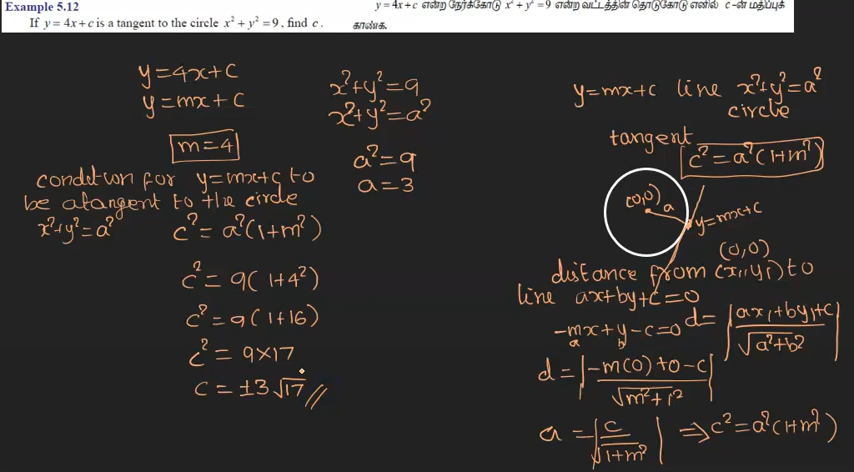 Example 5.12
If y = 4x + c is a tangent to the circle x² + y² = 9, find c.
y = 4x + c என்ற நேர்க்கோடு x² + y² = 9 என்ற வட்டத்தின் தொடுகோடு எனில் c -ன் மதிப்புக்
காண்க.
y=4x+c
y=mx+c
m=4
condition for y=mx+c to
be a tangent to the circle
x²+y²=a² c²=a²(1+m²)
c²=9(1+4²)
c²=9(1+16)
c²=9×17
c=±3√17//
x²+y²=9
x²+y²=a²
a²=9
a=3
y=mx+c line x²+y²=a²
circle
tangent
c²=a²(1+m²)
(0,0) a
y=mx+c
(0,0)
distance from (x₁,y₁) to
line ax+by+c=0
-mx+y-c=0 d=|ax₁+by₁+c/√a²+b²|
a b
d=|-m(0)+0-c/√m²+1²|
a=|c/√1+m²| ⇒c²=a²(1+m²)